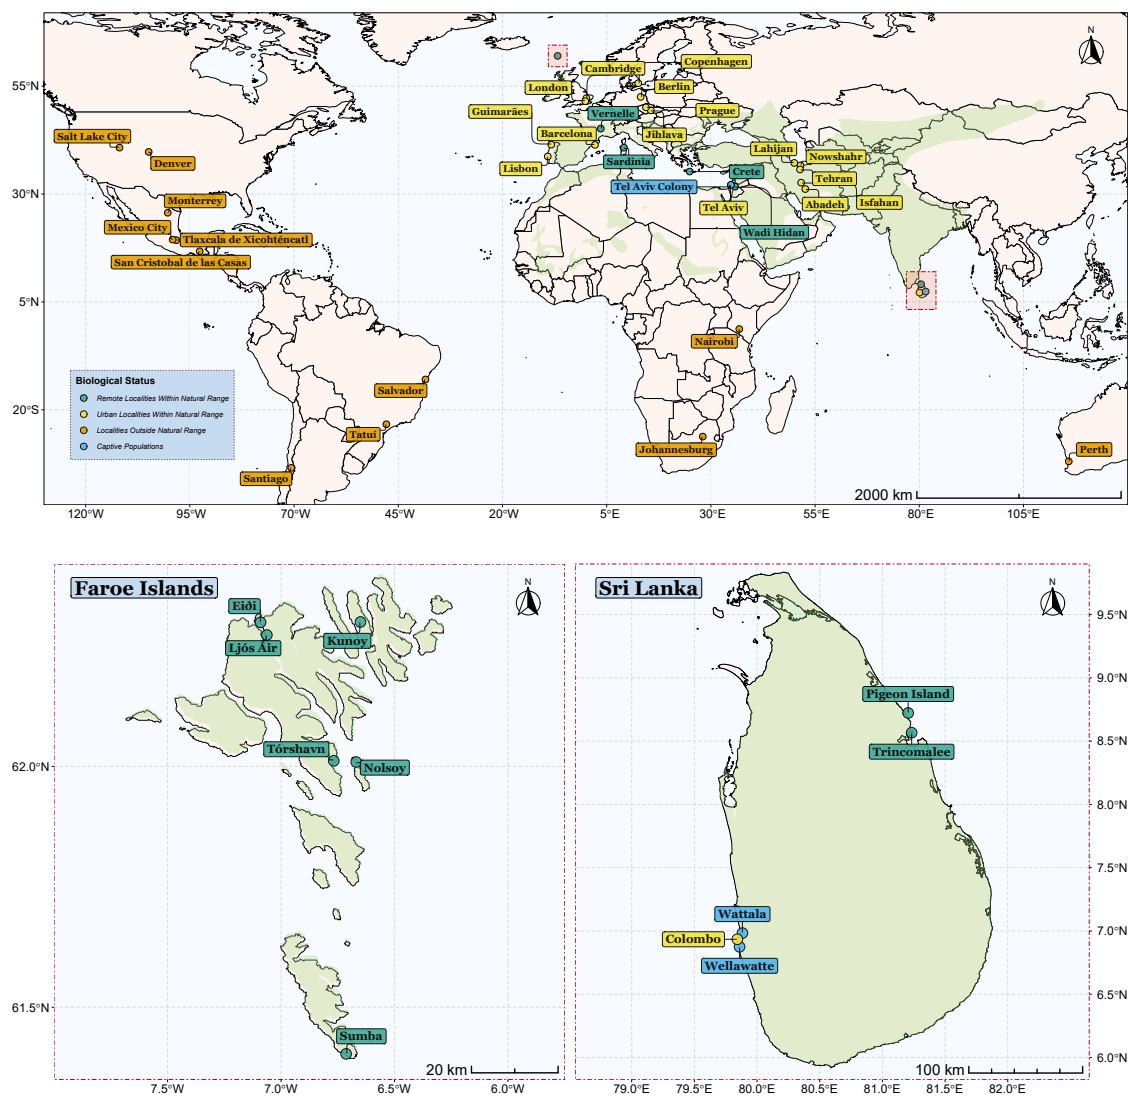 N
55°N
30°N
5°N
20°S
Copenhagen
Cambridge
London
Berlin
Guimarães
Vernelle
Prague
Barcelona
Jihlava
Salt Lake City
Denver
Lisbon
Sardinia
Lahijan
Nowshahr
Crete
Tehran
Tel Aviv Colony
Monterrey
Tel Aviv
Abadeh
Isfahan
Mexico City
Tlaxcala de Xicohténcatl
Wadi Hidan
San Cristobal de las Casas
Nairobi
Biological Status
Remote Localities Within Natural Range
Urban Localities Within Natural Range
Localities Outside Natural Range
Captive Populations
Salvador
Tatuí
Johannesburg
Perth
Santiago
2000 km
120°W
95°W
70°W
45°W
20°W
5°E
30°E
55°E
80°E
105°E
Faroe Islands
N
Eiði
Ljós Áir
Kunoy
Tórshavn
Nolsoy
Sumba
62.0°N
61.5°N
20 km
7.5°W
7.0°W
6.5°W
6.0°W
Sri Lanka
N
Pigeon Island
Trincomalee
Wattala
Colombo
Wellawatte
9.5°N
9.0°N
8.5°N
8.0°N
7.5°N
7.0°N
6.5°N
6.0°N
100 km
79.0°E
79.5°E
80.0°E
80.5°E
81.0°E
81.5°E
82.0°E